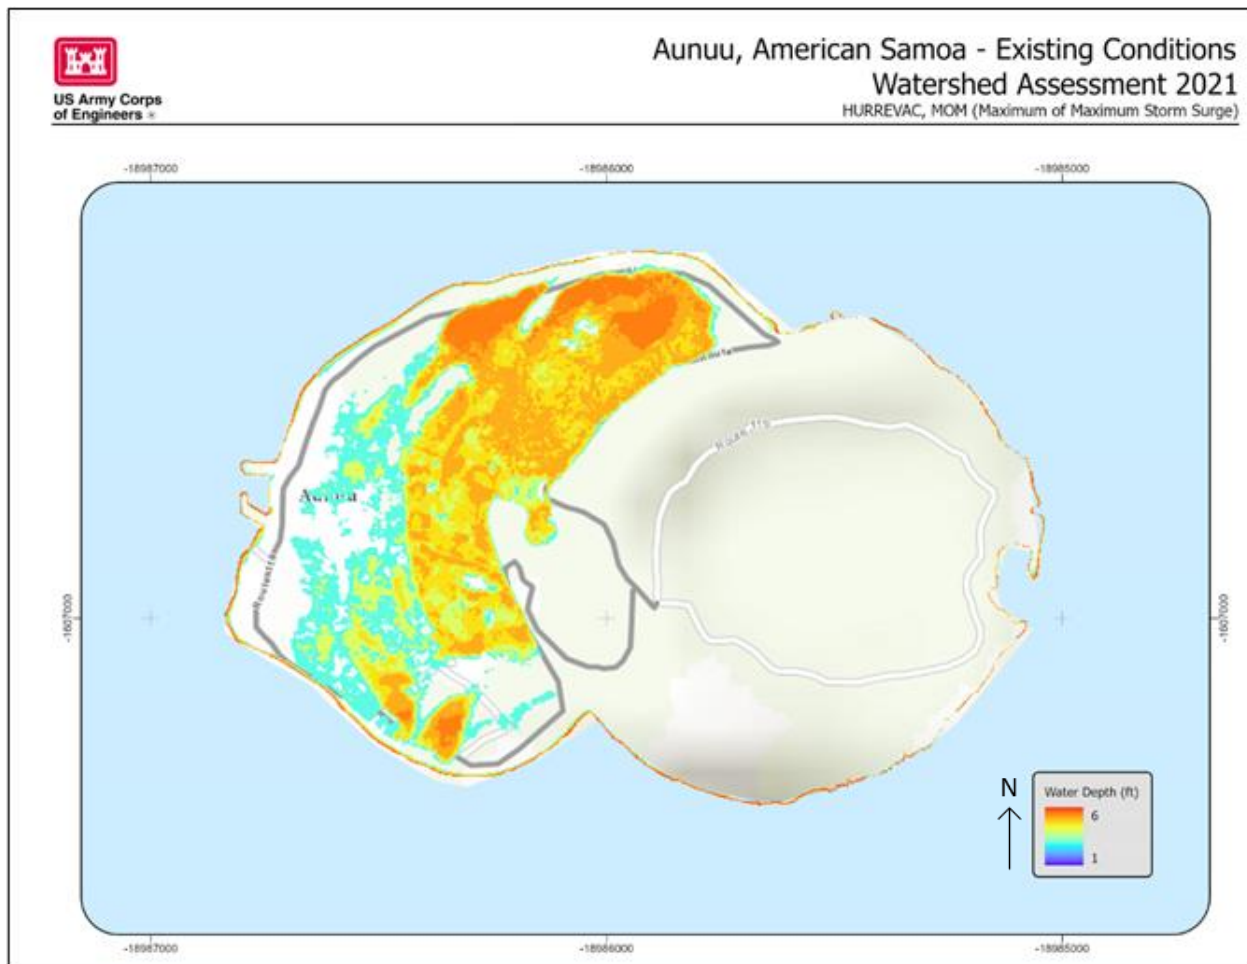 US Army Corps
of Engineers ®
Aunuu, American Samoa - Existing Conditions
Watershed Assessment 2021
HURREVAC, MOM (Maximum of Maximum Storm Surge)
-18987000
-18986000
-18985000
-1607000
-1607000
N
Water Depth (ft)
6
1
-18987000
-18986000
-18985000